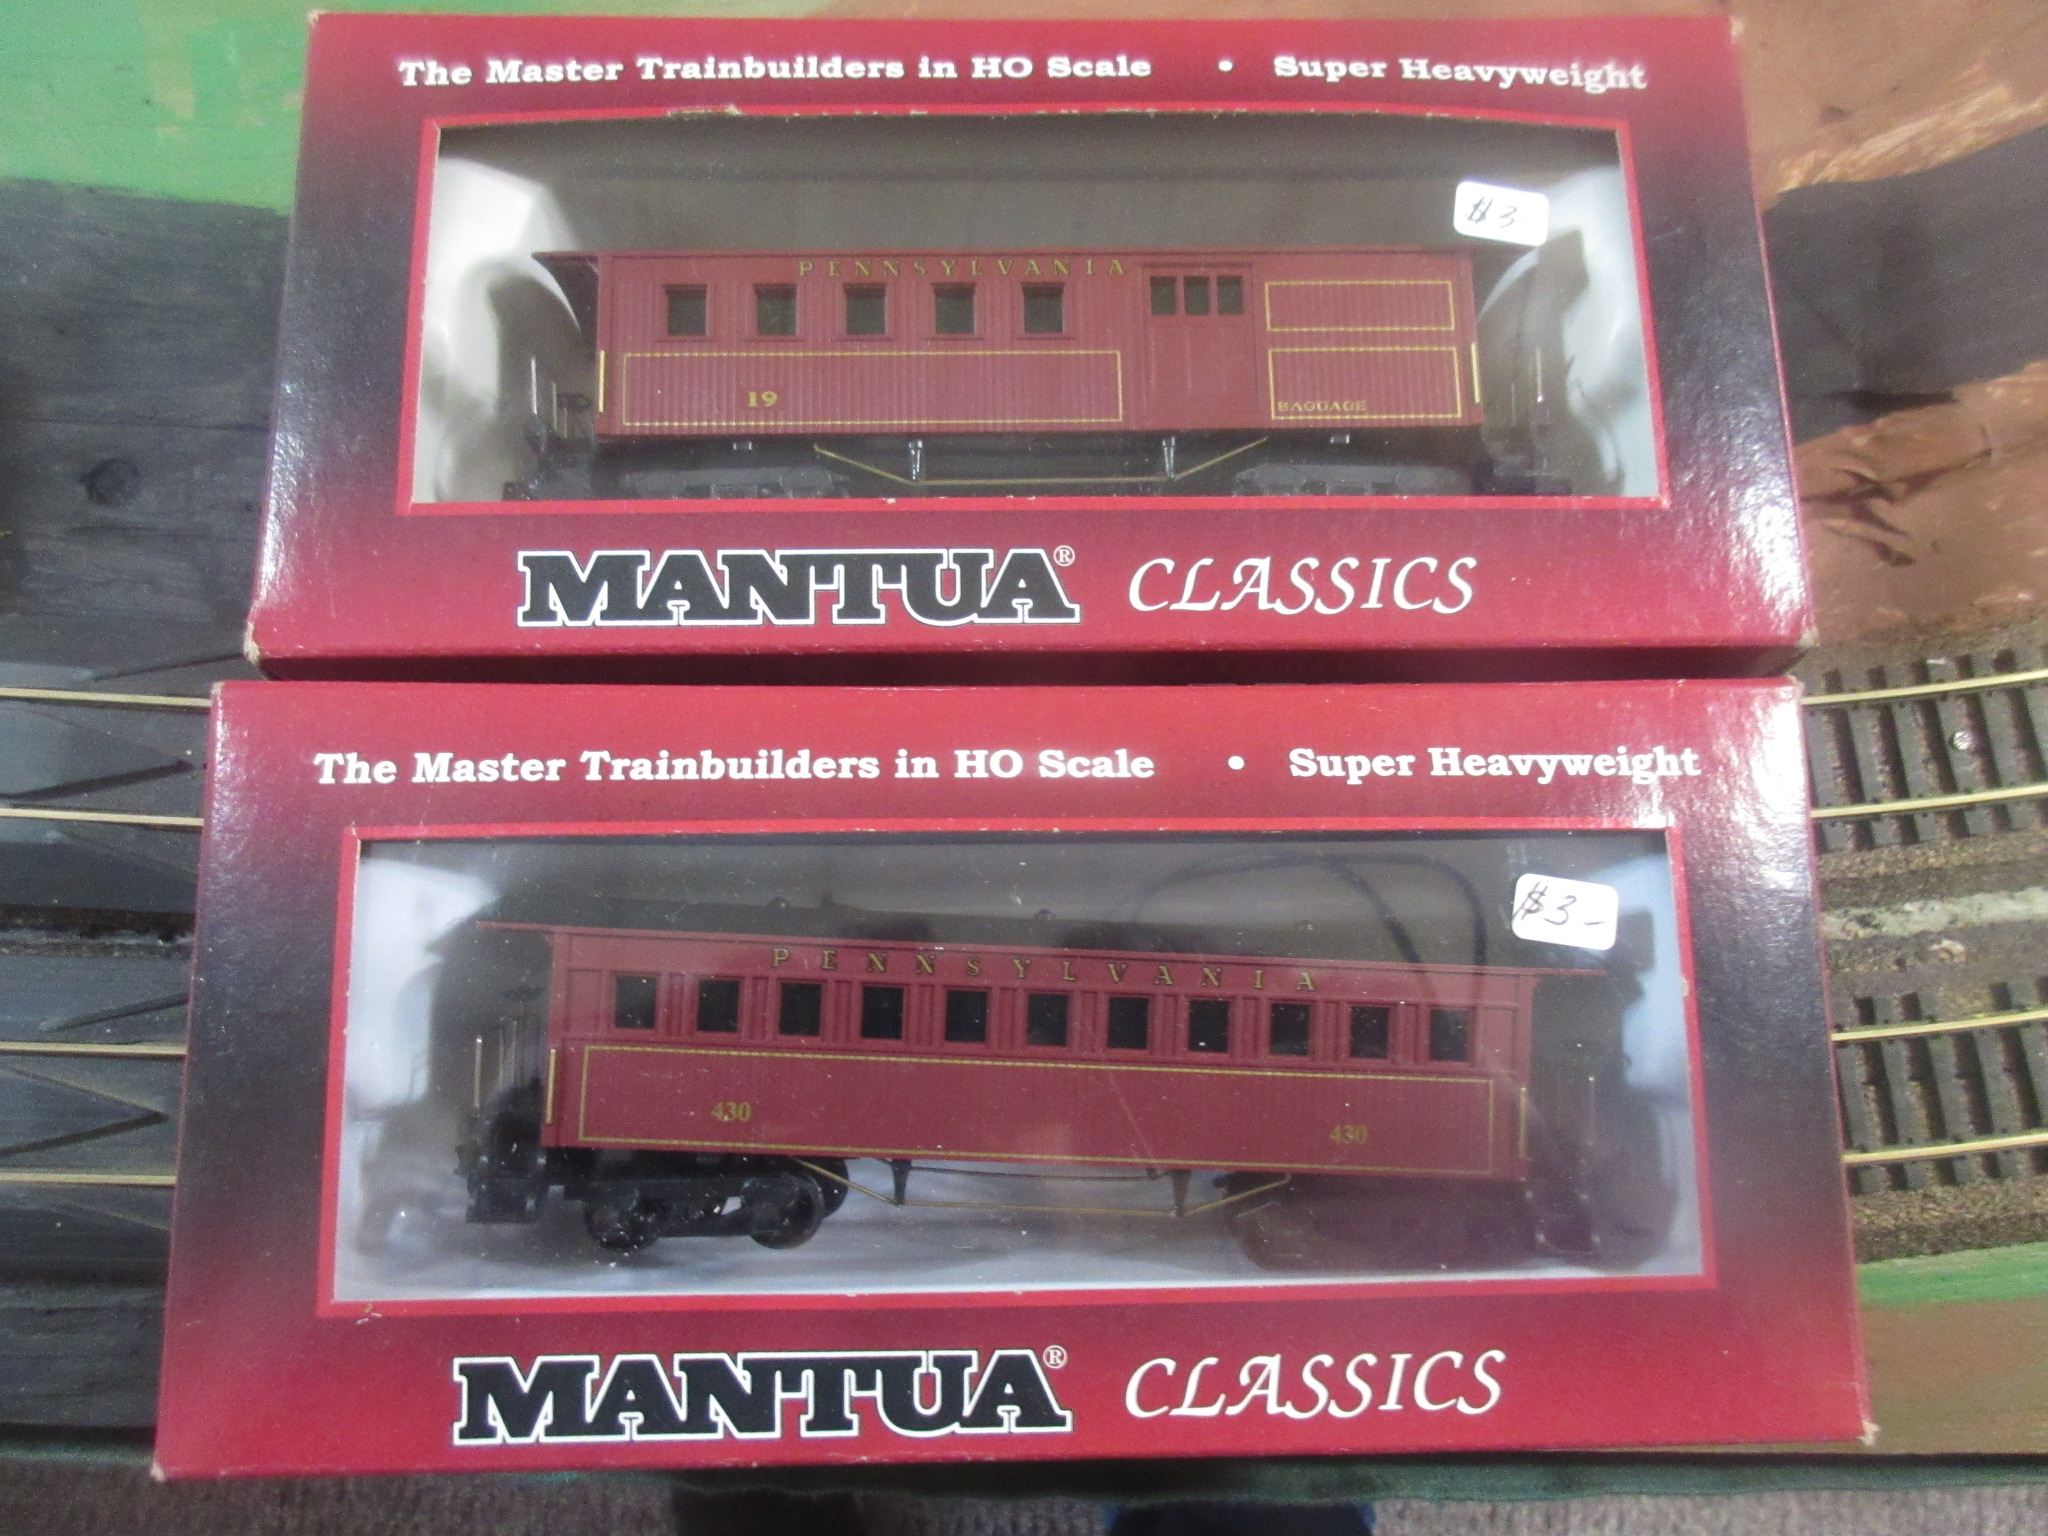 The Master Trainbuilders in HO Scale • Super Heavyweight
$3-
PENNSYLVANIA
19
BAGGAGE
MANTUA® CLASSICS
The Master Trainbuilders in HO Scale • Super Heavyweight
$3-
PENNSYLVANIA
430 430
MANTUA® CLASSICS